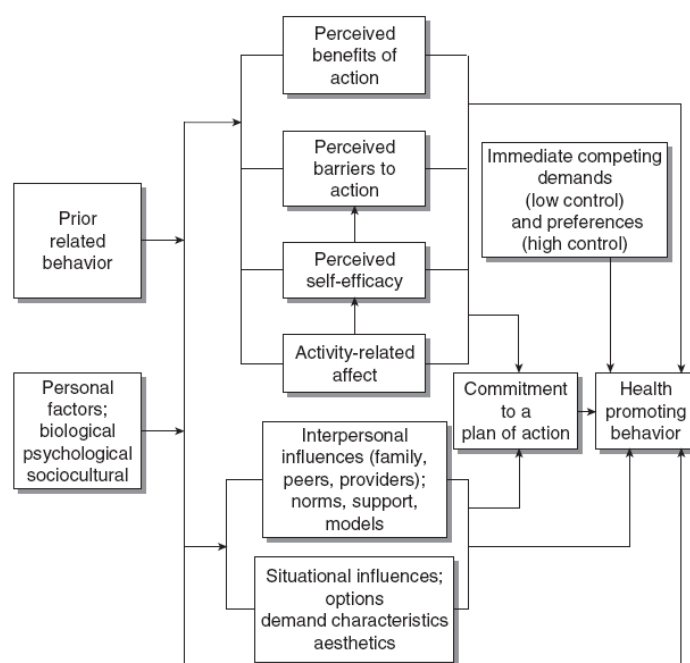 Perceived
benefits of
action
Perceived
barriers to
action
Immediate competing
demands
(low control)
and preferences
(high control)
Prior
related
behavior
Perceived
self-efficacy
Activity-related
affect
Personal
factors;
biological
psychological
sociocultural
Commitment
to a
plan of action
Health
promoting
behavior
Interpersonal
influences (family,
peers, providers);
norms, support,
models
Situational influences;
options
demand characteristics
aesthetics